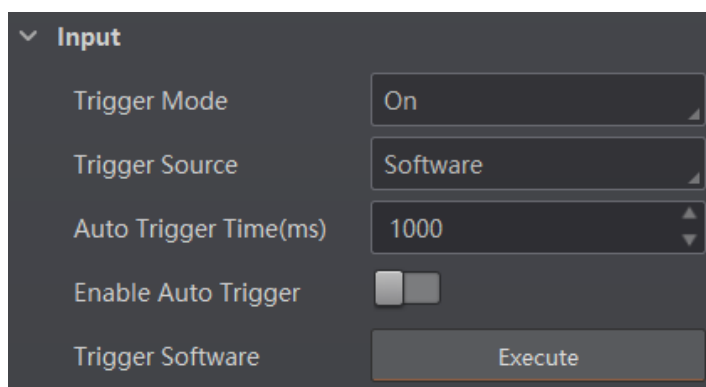 Input
Trigger Mode On
Trigger Source Software
Auto Trigger Time(ms) 1000
Enable Auto Trigger
Trigger Software Execute